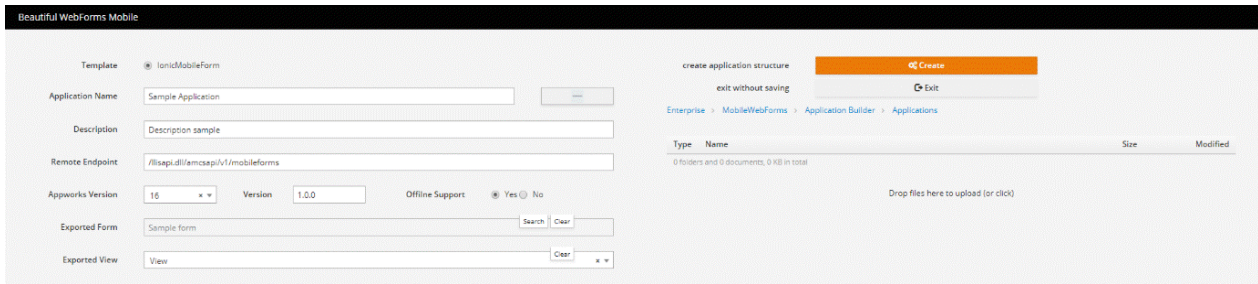 Beautiful WebForms Mobile
Template IonicMobileForm
Application Name Sample Application
Description Description sample
Remote Endpoint /llisapi.dll/amcsapi/v1/mobileforms
Appworks Version 16 × Version 1.0.0 Offline Support Yes No
Exported Form Sample form Search Clear
Exported View View Clear ×
create application structure Create
exit without saving Exit
Enterprise › MobileWebForms › Application Builder › Applications
Type Name Size Modified
0 folders and 0 documents, 0 KB in total
Drop files here to upload (or click)